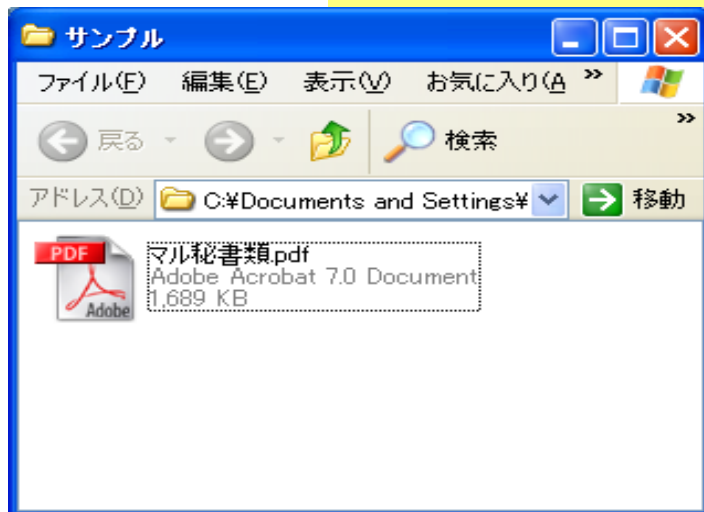 サンプル
ファイル(F) 編集(E) 表示(V) お気に入り(A »
戻る 検索 »
アドレス(D) C:¥Documents and Settings¥ 移動
PDF
Adobe
マル秘書類.pdf
Adobe Acrobat 7.0 Document
1,689 KB